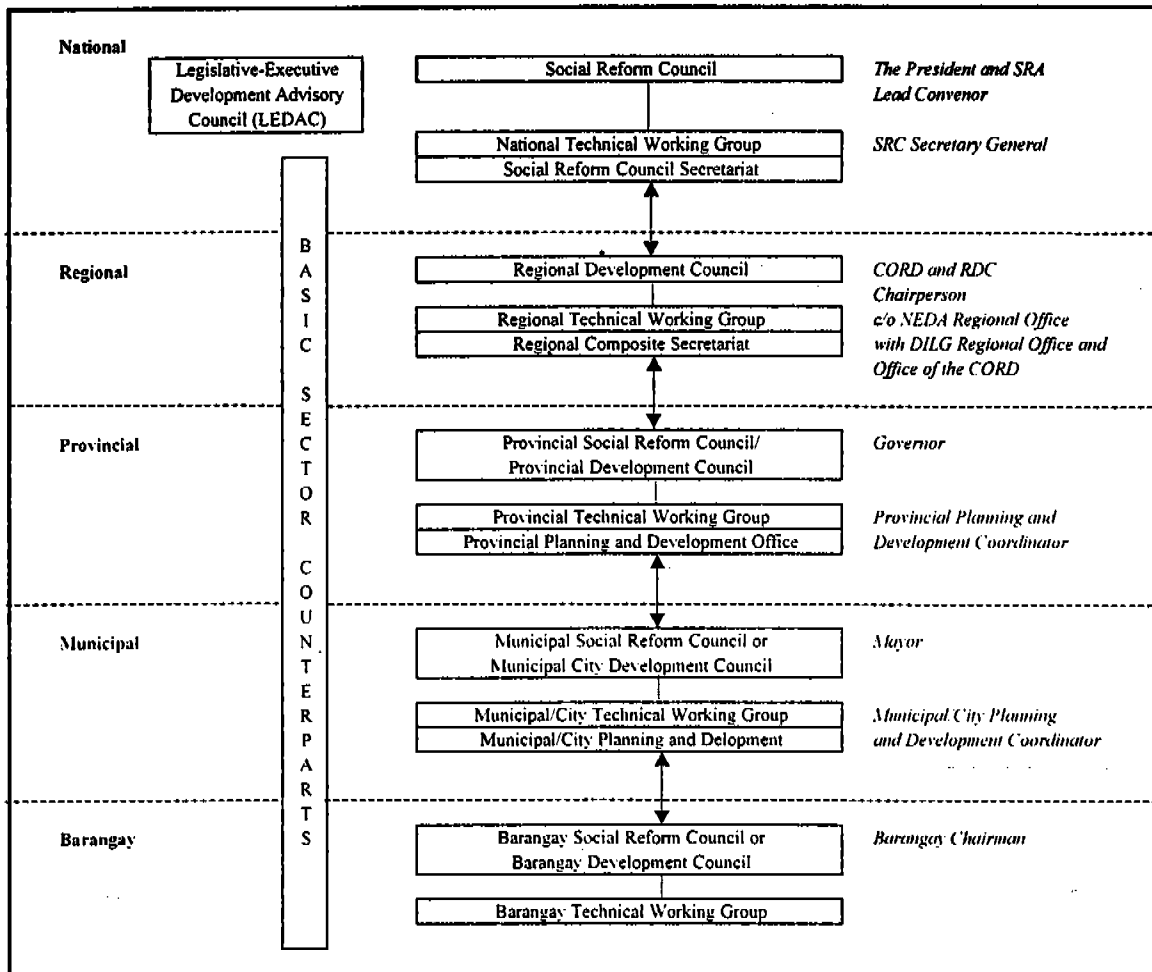 National
Legislative-Executive
Development Advisory
Council (LEDAC)
Social Reform Council
The President and SRA
Lead Convenor
National Technical Working Group
Social Reform Council Secretariat
SRC Secretary General
BASIC SECTOR COUNTERPARTS
Regional
Regional Development Council
CORD and RDC
Chairperson
Regional Technical Working Group
Regional Composite Secretariat
c/o NEDA Regional Office
with DILG Regional Office and
Office of the CORD
Provincial
Provincial Social Reform Council/
Provincial Development Council
Governor
Provincial Technical Working Group
Provincial Planning and Development Office
Provincial Planning and
Development Coordinator
Municipal
Municipal Social Reform Council or
Municipal City Development Council
Mayor
Municipal/City Technical Working Group
Municipal/City Planning and Delopment
Municipal/City Planning
and Development Coordinator
Barangay
Barangay Social Reform Council or
Barangay Development Council
Barangay Chairman
Barangay Technical Working Group